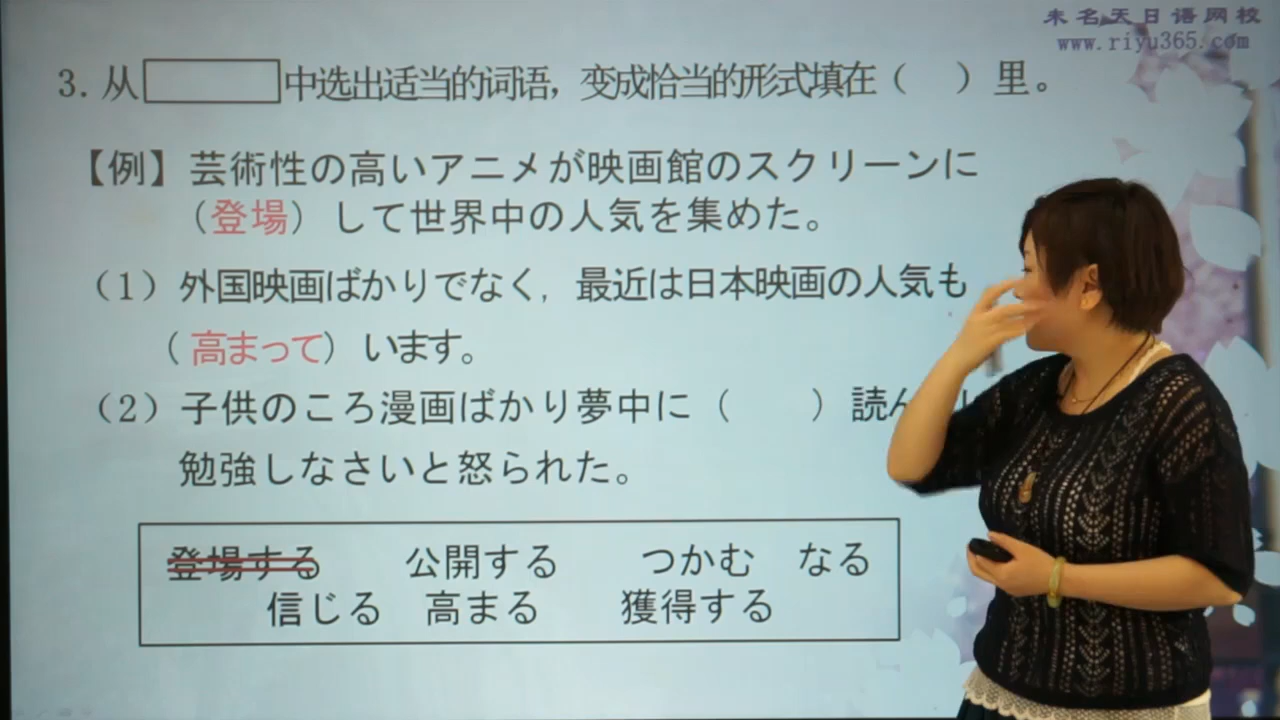 未名天日语网校
www.riyu365.com
3. 从中选出适当的词语，变成恰当的形式填在（　）里。
【例】芸術性の高いアニメが映画館のスクリーンに
（登場）して世界中の人気を集めた。
（1）外国映画ばかりでなく，最近は日本映画の人気も
（高まって）います。
（2）子供のころ漫画ばかり夢中に（　　）読ん
勉強しなさいと怒られた。
登場する　公開する　つかむ　なる
信じる　高まる　獲得する